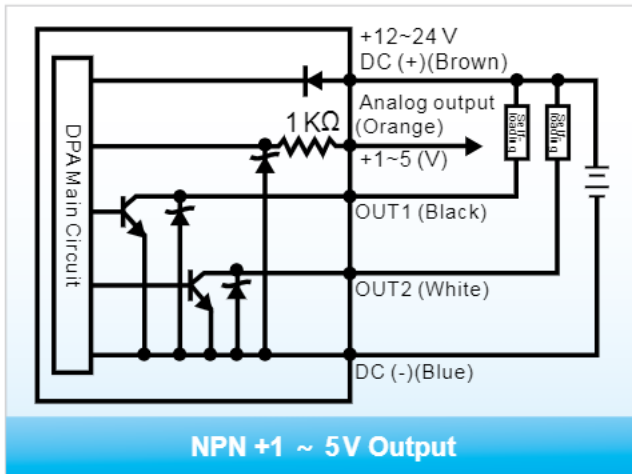 +12~24 V
DC (+)(Brown)
Analog output
(Orange)
1 KΩ
+1~5 (V)
Self-
loading
Self-
loading
DPA Main Circuit
OUT1 (Black)
OUT2 (White)
DC (-)(Blue)
NPN +1 ~ 5V Output